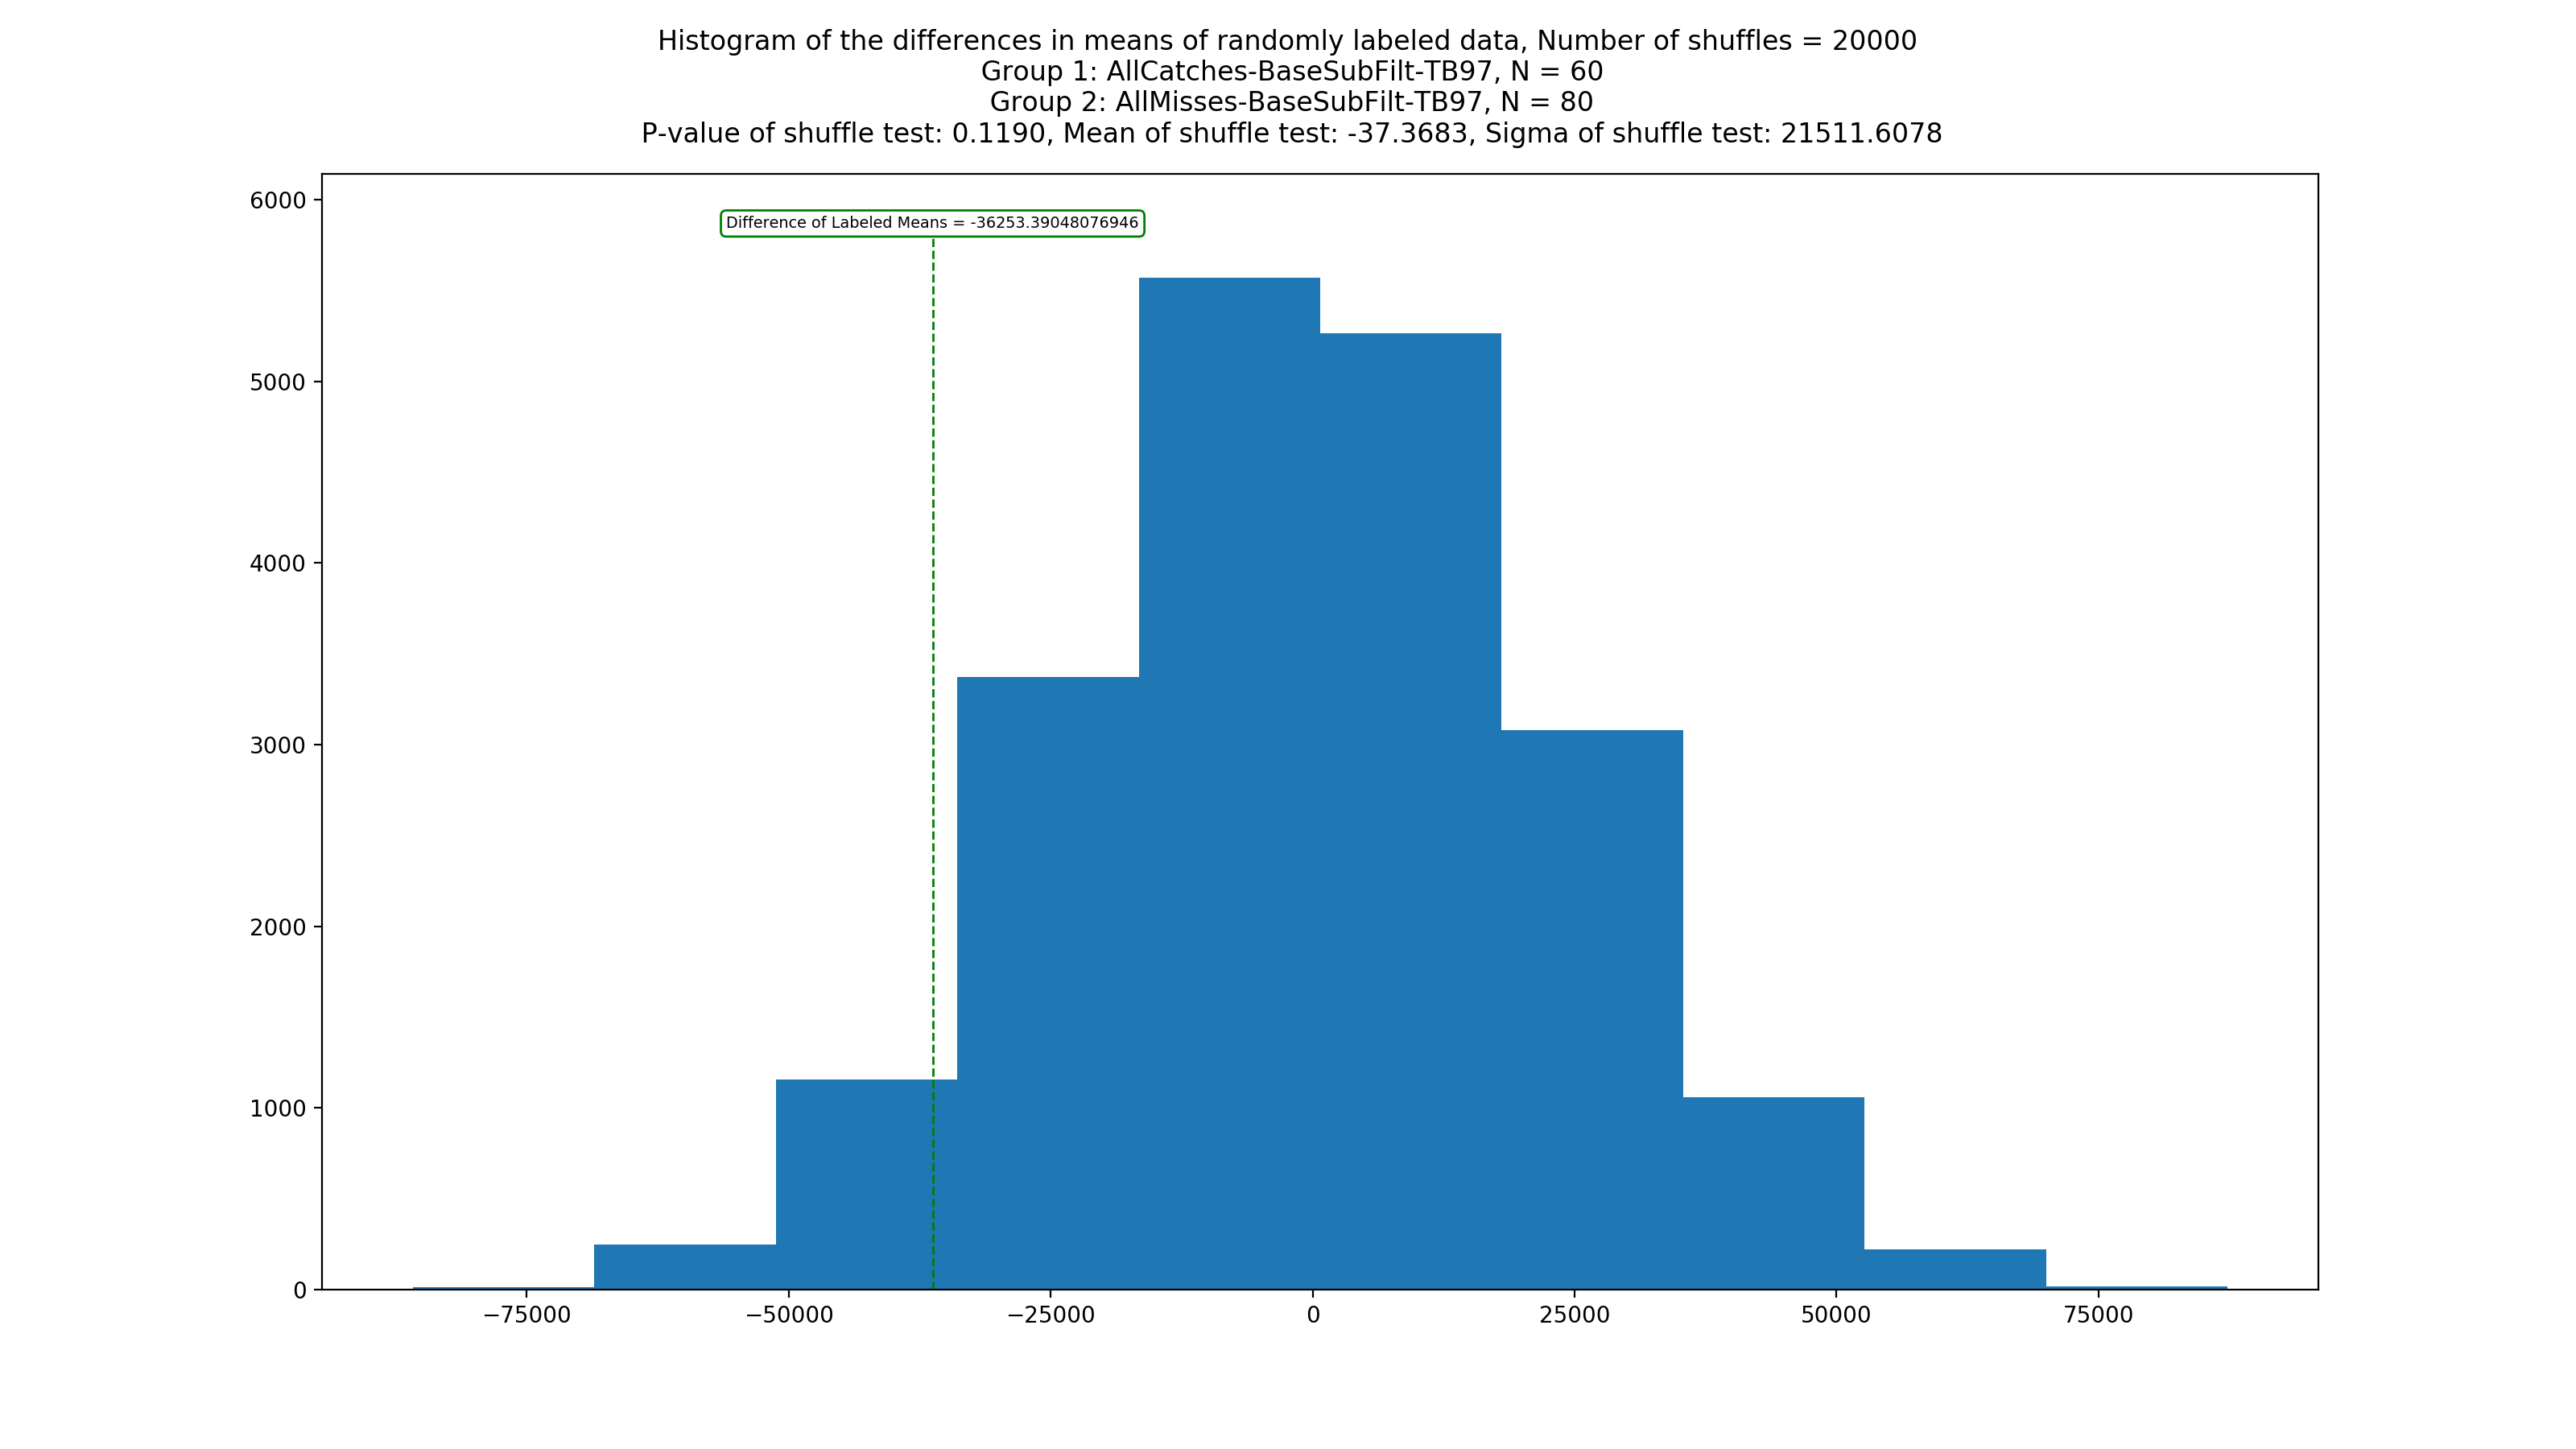 Histogram of the differences in means of randomly labeled data, Number of shuffles = 20000
Group 1: AllCatches-BaseSubFilt-TB97, N = 60
Group 2: AllMisses-BaseSubFilt-TB97, N = 80
P-value of shuffle test: 0.1190, Mean of shuffle test: -37.3683, Sigma of shuffle test: 21511.6078
6000
Difference of Labeled Means = -36253.39048076946
5000
4000
3000
2000
1000
0
−75000 −50000 −25000 0 25000 50000 75000